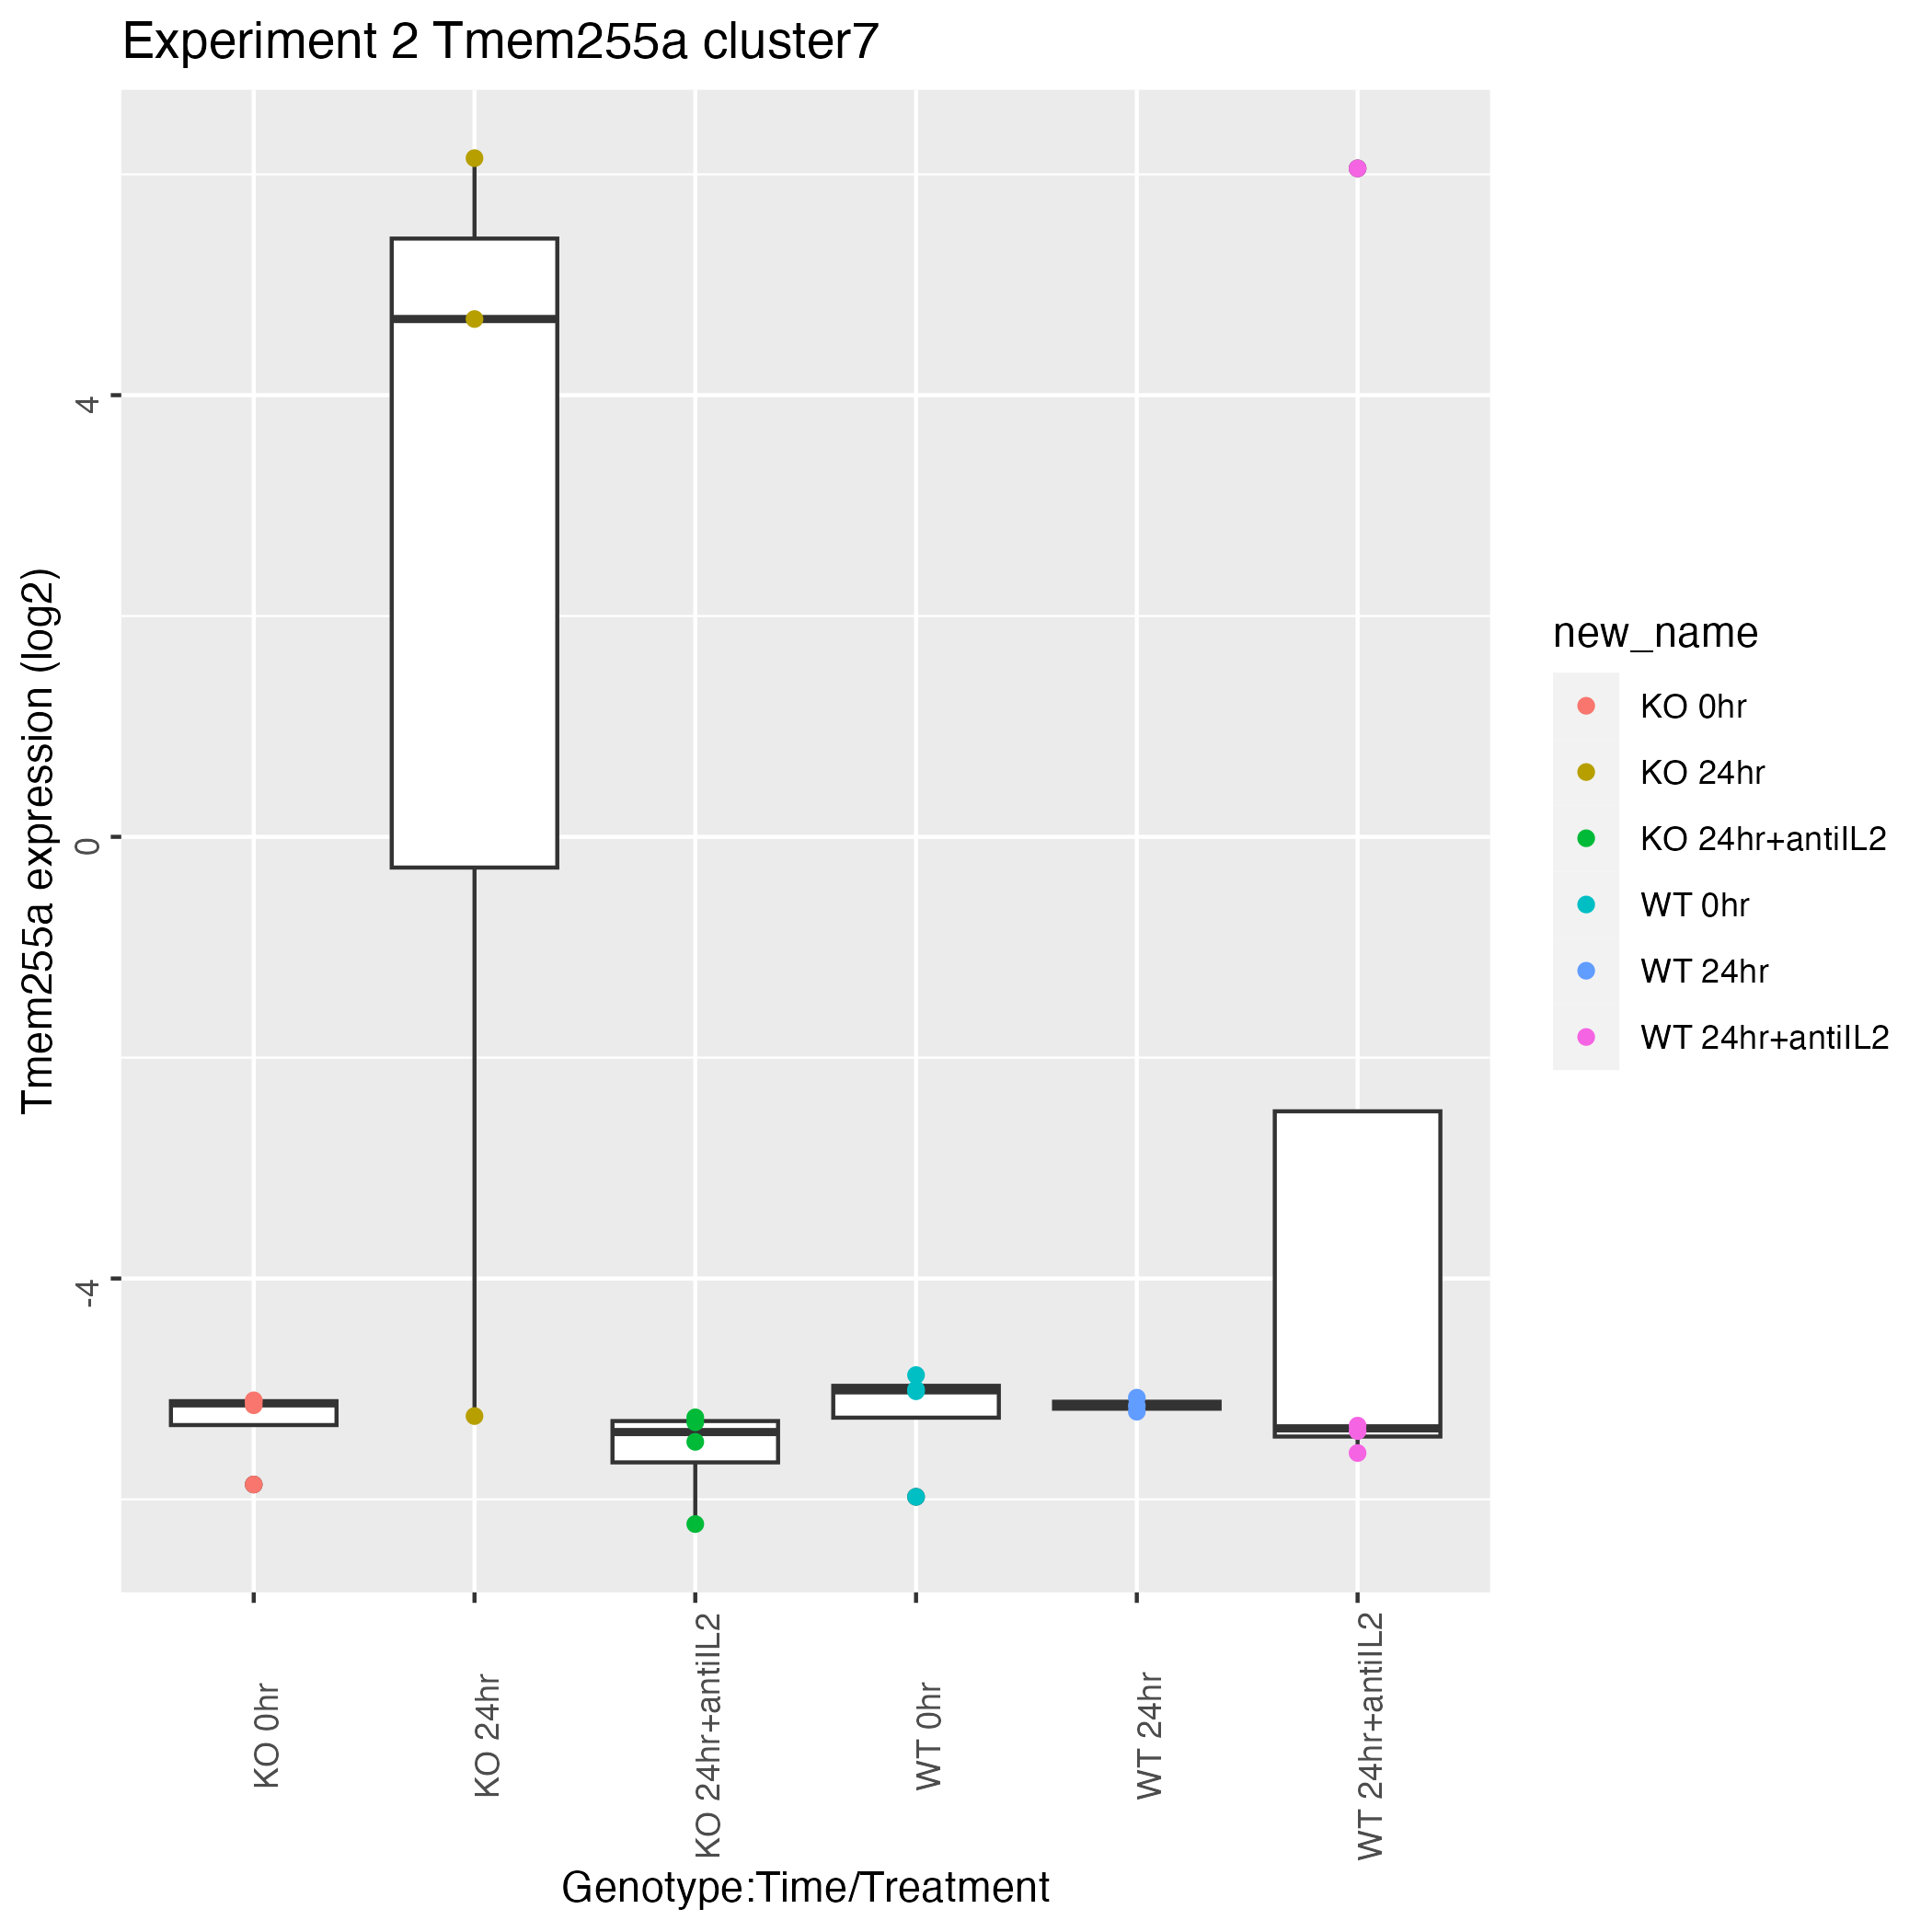 Experiment 2 Tmem255a cluster7
Tmem255a expression (log2)
4
0
-4
KO 0hr
KO 24hr
KO 24hr+antiIL2
WT 0hr
WT 24hr
WT 24hr+antiIL2
Genotype:Time/Treatment
new_name
KO 0hr
KO 24hr
KO 24hr+antiIL2
WT 0hr
WT 24hr
WT 24hr+antiIL2